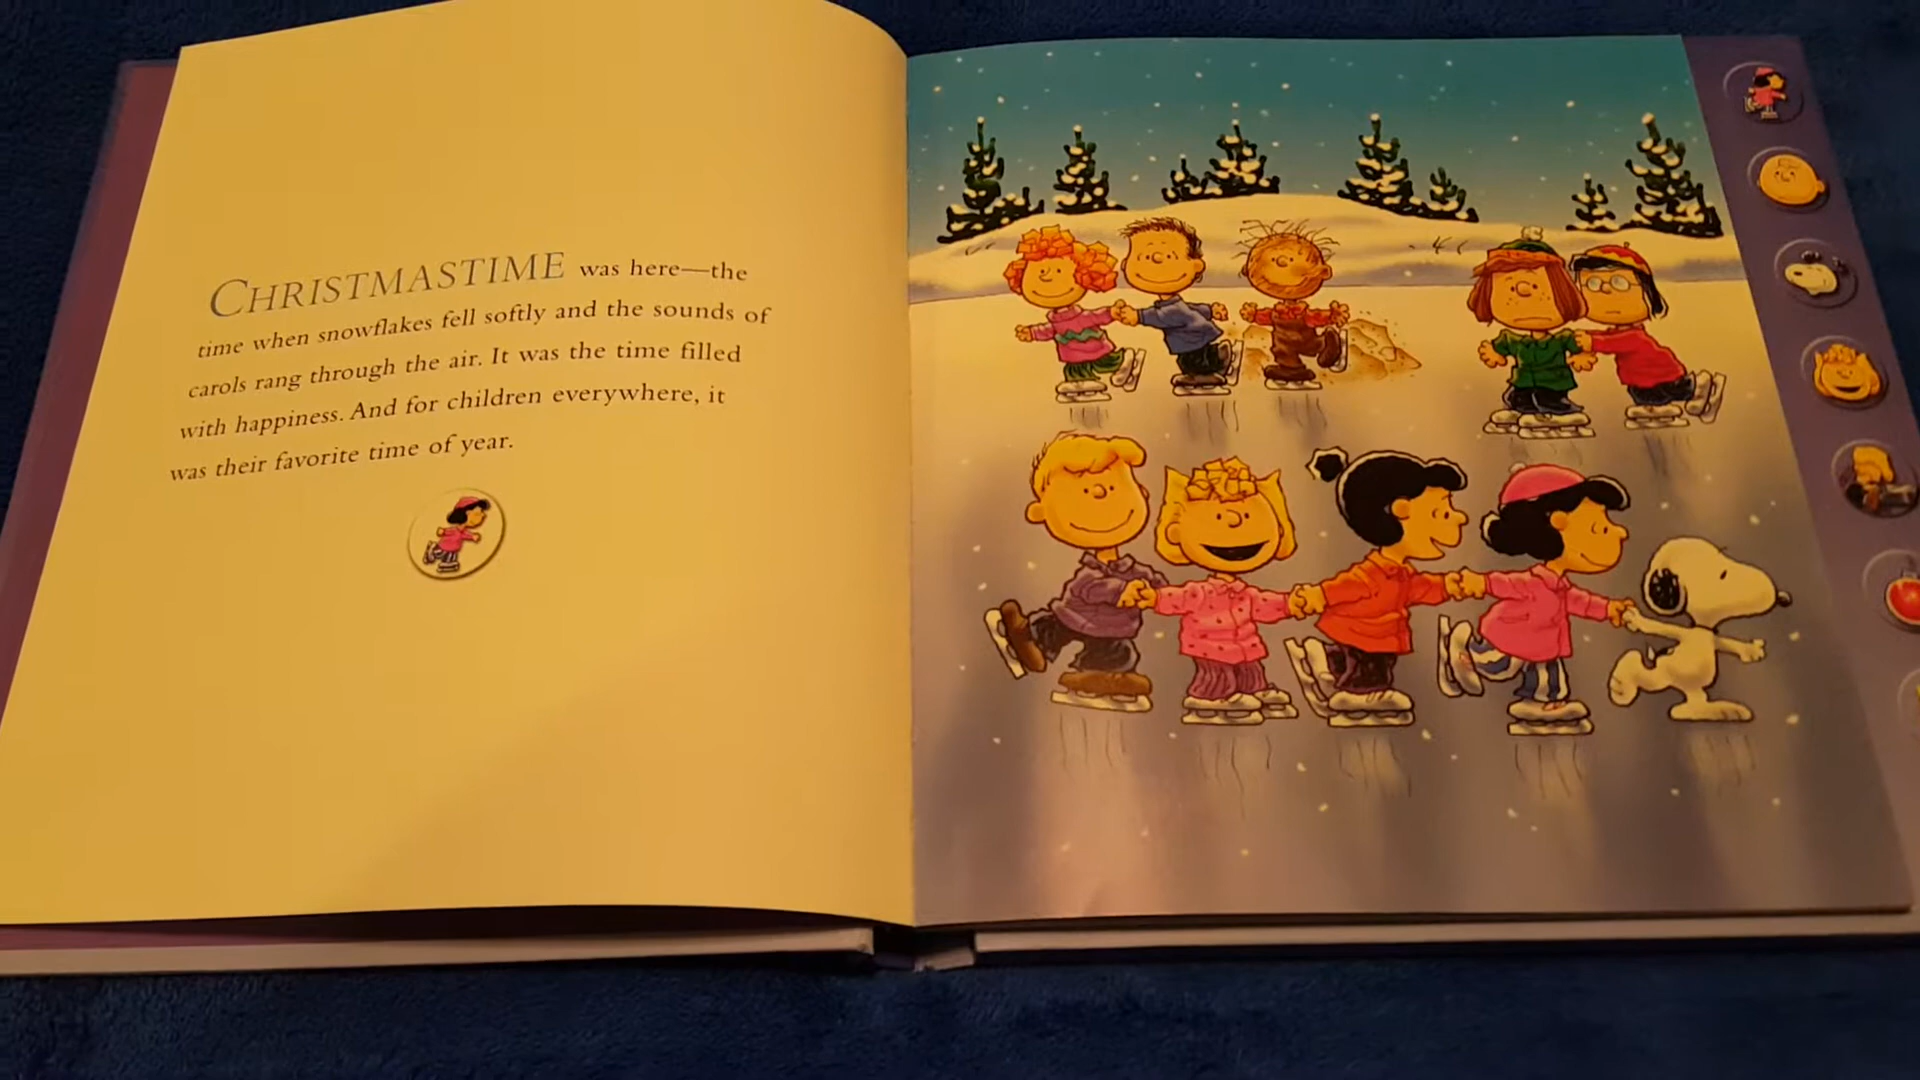 CHRISTMASTIME was here—the
time when snowflakes fell softly and the sounds of
carols rang through the air. It was the time filled
with happiness. And for children everywhere, it
was their favorite time of year.